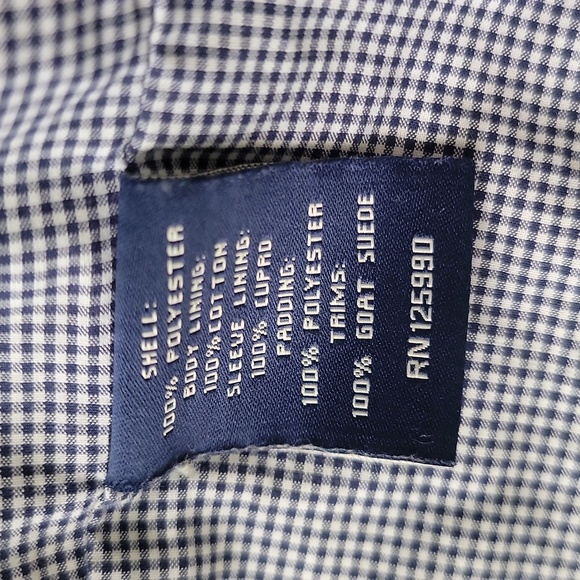 SHELL:
100% POLYESTER
BODY LINING:
100% COTTON
SLEEVE LINING:
100% CUPRO
PADDING:
100% POLYESTER
TRIMS:
100% GOAT SUEDE
RN 125990